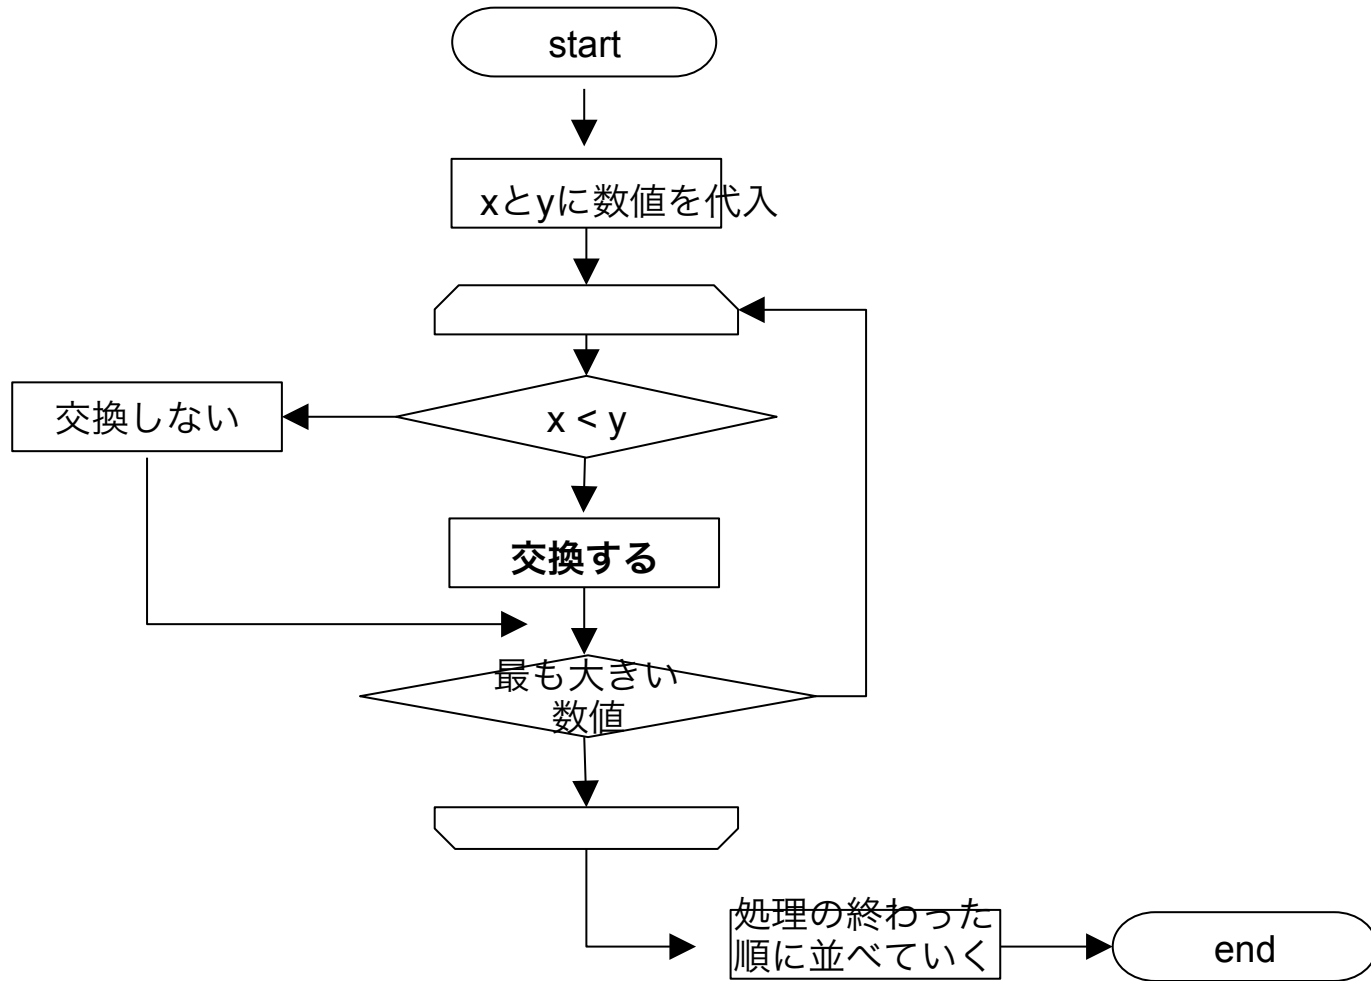 start
xとyに数値を代入
x < y
交換しない
交換する
最も大きい
数値
処理の終わった
順に並べていく
end